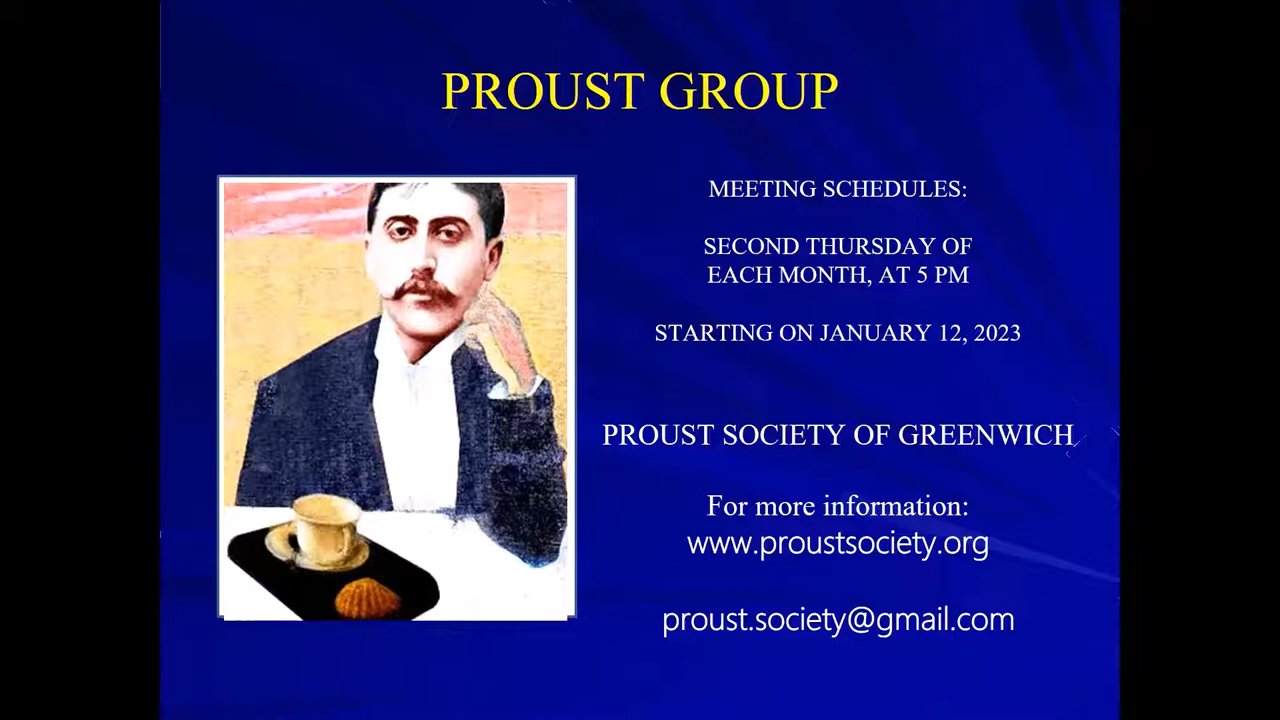 PROUST GROUP
MEETING SCHEDULES:
SECOND THURSDAY OF
EACH MONTH, AT 5 PM
STARTING ON JANUARY 12, 2023
PROUST SOCIETY OF GREENWICH
For more information:
www.proustsociety.org
proust.society@gmail.com